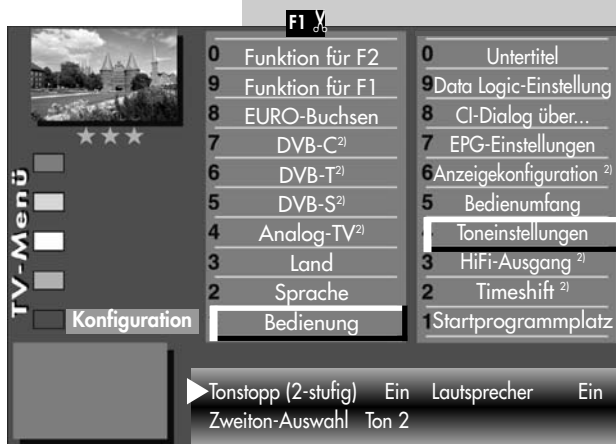 F1
TV-Menü
Konfiguration
0 Funktion für F2
9 Funktion für F1
8 EURO-Buchsen
7 DVB-C2)
6 DVB-T2)
5 DVB-S2)
4 Analog-TV2)
3 Land
2 Sprache
Bedienung
0 Untertitel
9 Data Logic-Einstellung
8 CI-Dialog über...
7 EPG-Einstellungen
6 Anzeigekonfiguration 2)
5 Bedienumfang
Toneinstellungen
3 HiFi-Ausgang 2)
2 Timeshift 2)
1 Startprogrammplatz
Tonstopp (2-stufig) Ein Lautsprecher Ein
Zweiton-Auswahl Ton 2